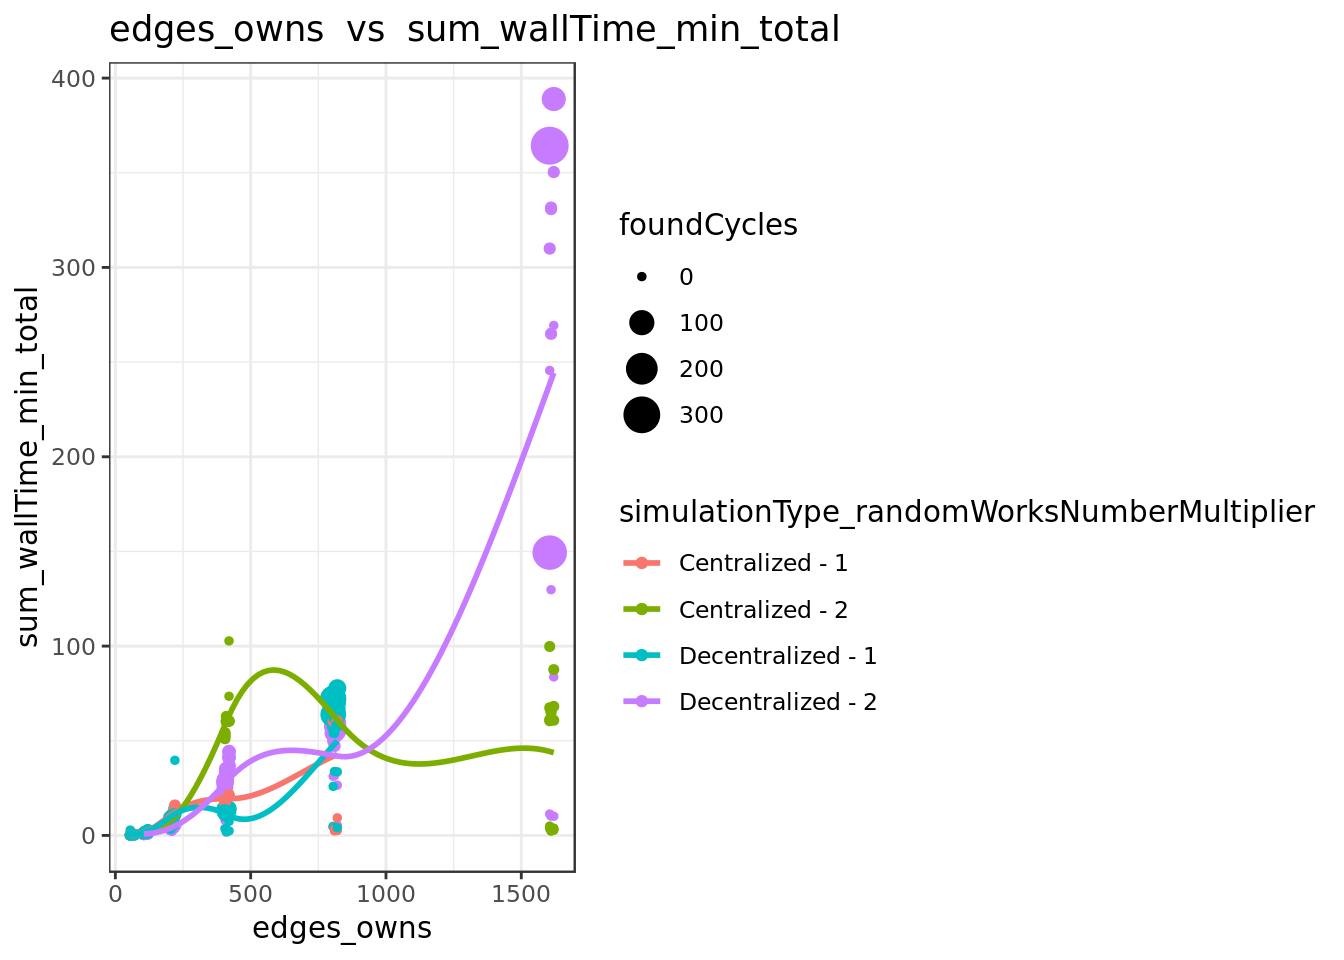 edges_owns vs sum_wallTime_min_total
400
300
200
100
0
sum_wallTime_min_total
0
500
1000
1500
edges_owns
foundCycles
0
100
200
300
simulationType_randomWorksNumberMultiplier
Centralized - 1
Centralized - 2
Decentralized - 1
Decentralized - 2